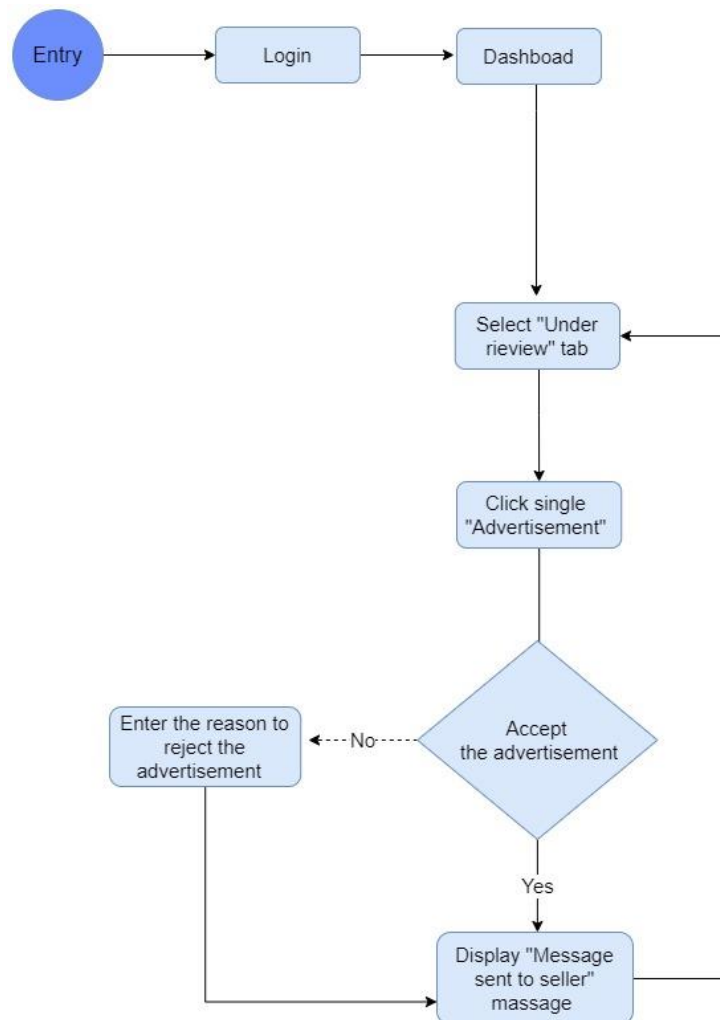 Entry
Login
Dashboad
Select "Under
rieview" tab
Click single
"Advertisement"
Accept
the advertisement
No
Enter the reason to
reject the
advertisement
Yes
Display "Message
sent to seller"
massage